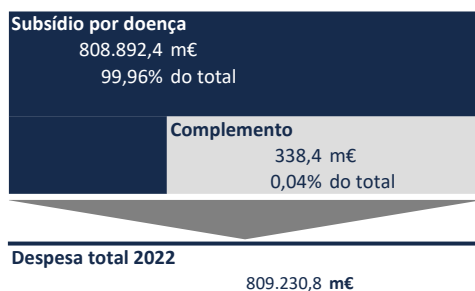 Subsídio por doença
808.892,4 m€
99,96% do total
Complemento
338,4 m€
0,04% do total
Despesa total 2022
809.230,8 m€